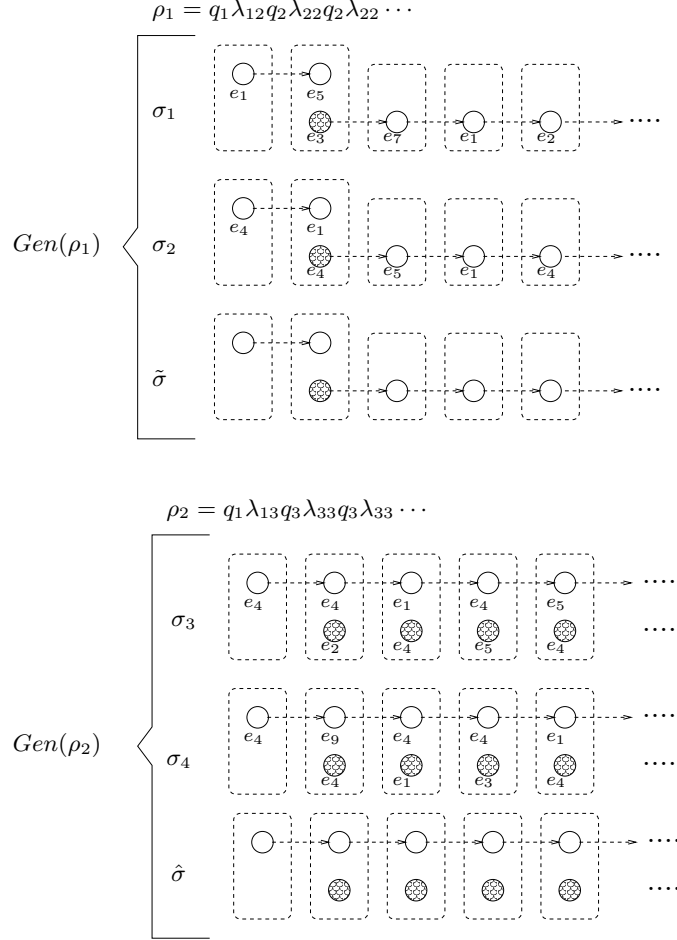 ρ₁ = q₁λ₁₂q₂λ₂₂q₂λ₂₂ ···
σ₁
e₁ e₅
e₃ e₇ e₁ e₂ ····
Gen(ρ₁)
σ₂
e₄ e₁
e₄ e₅ e₁ e₄ ····
σ̃
····
ρ₂ = q₁λ₁₃q₃λ₃₃q₃λ₃₃ ···
σ₃
e₄ e₄ e₁ e₄ e₅ ····
e₂ e₄ e₅ e₄ ····
Gen(ρ₂)
σ₄
e₄ e₉ e₄ e₄ e₁ ····
e₄ e₁ e₃ e₄ ····
σ̂
····
····